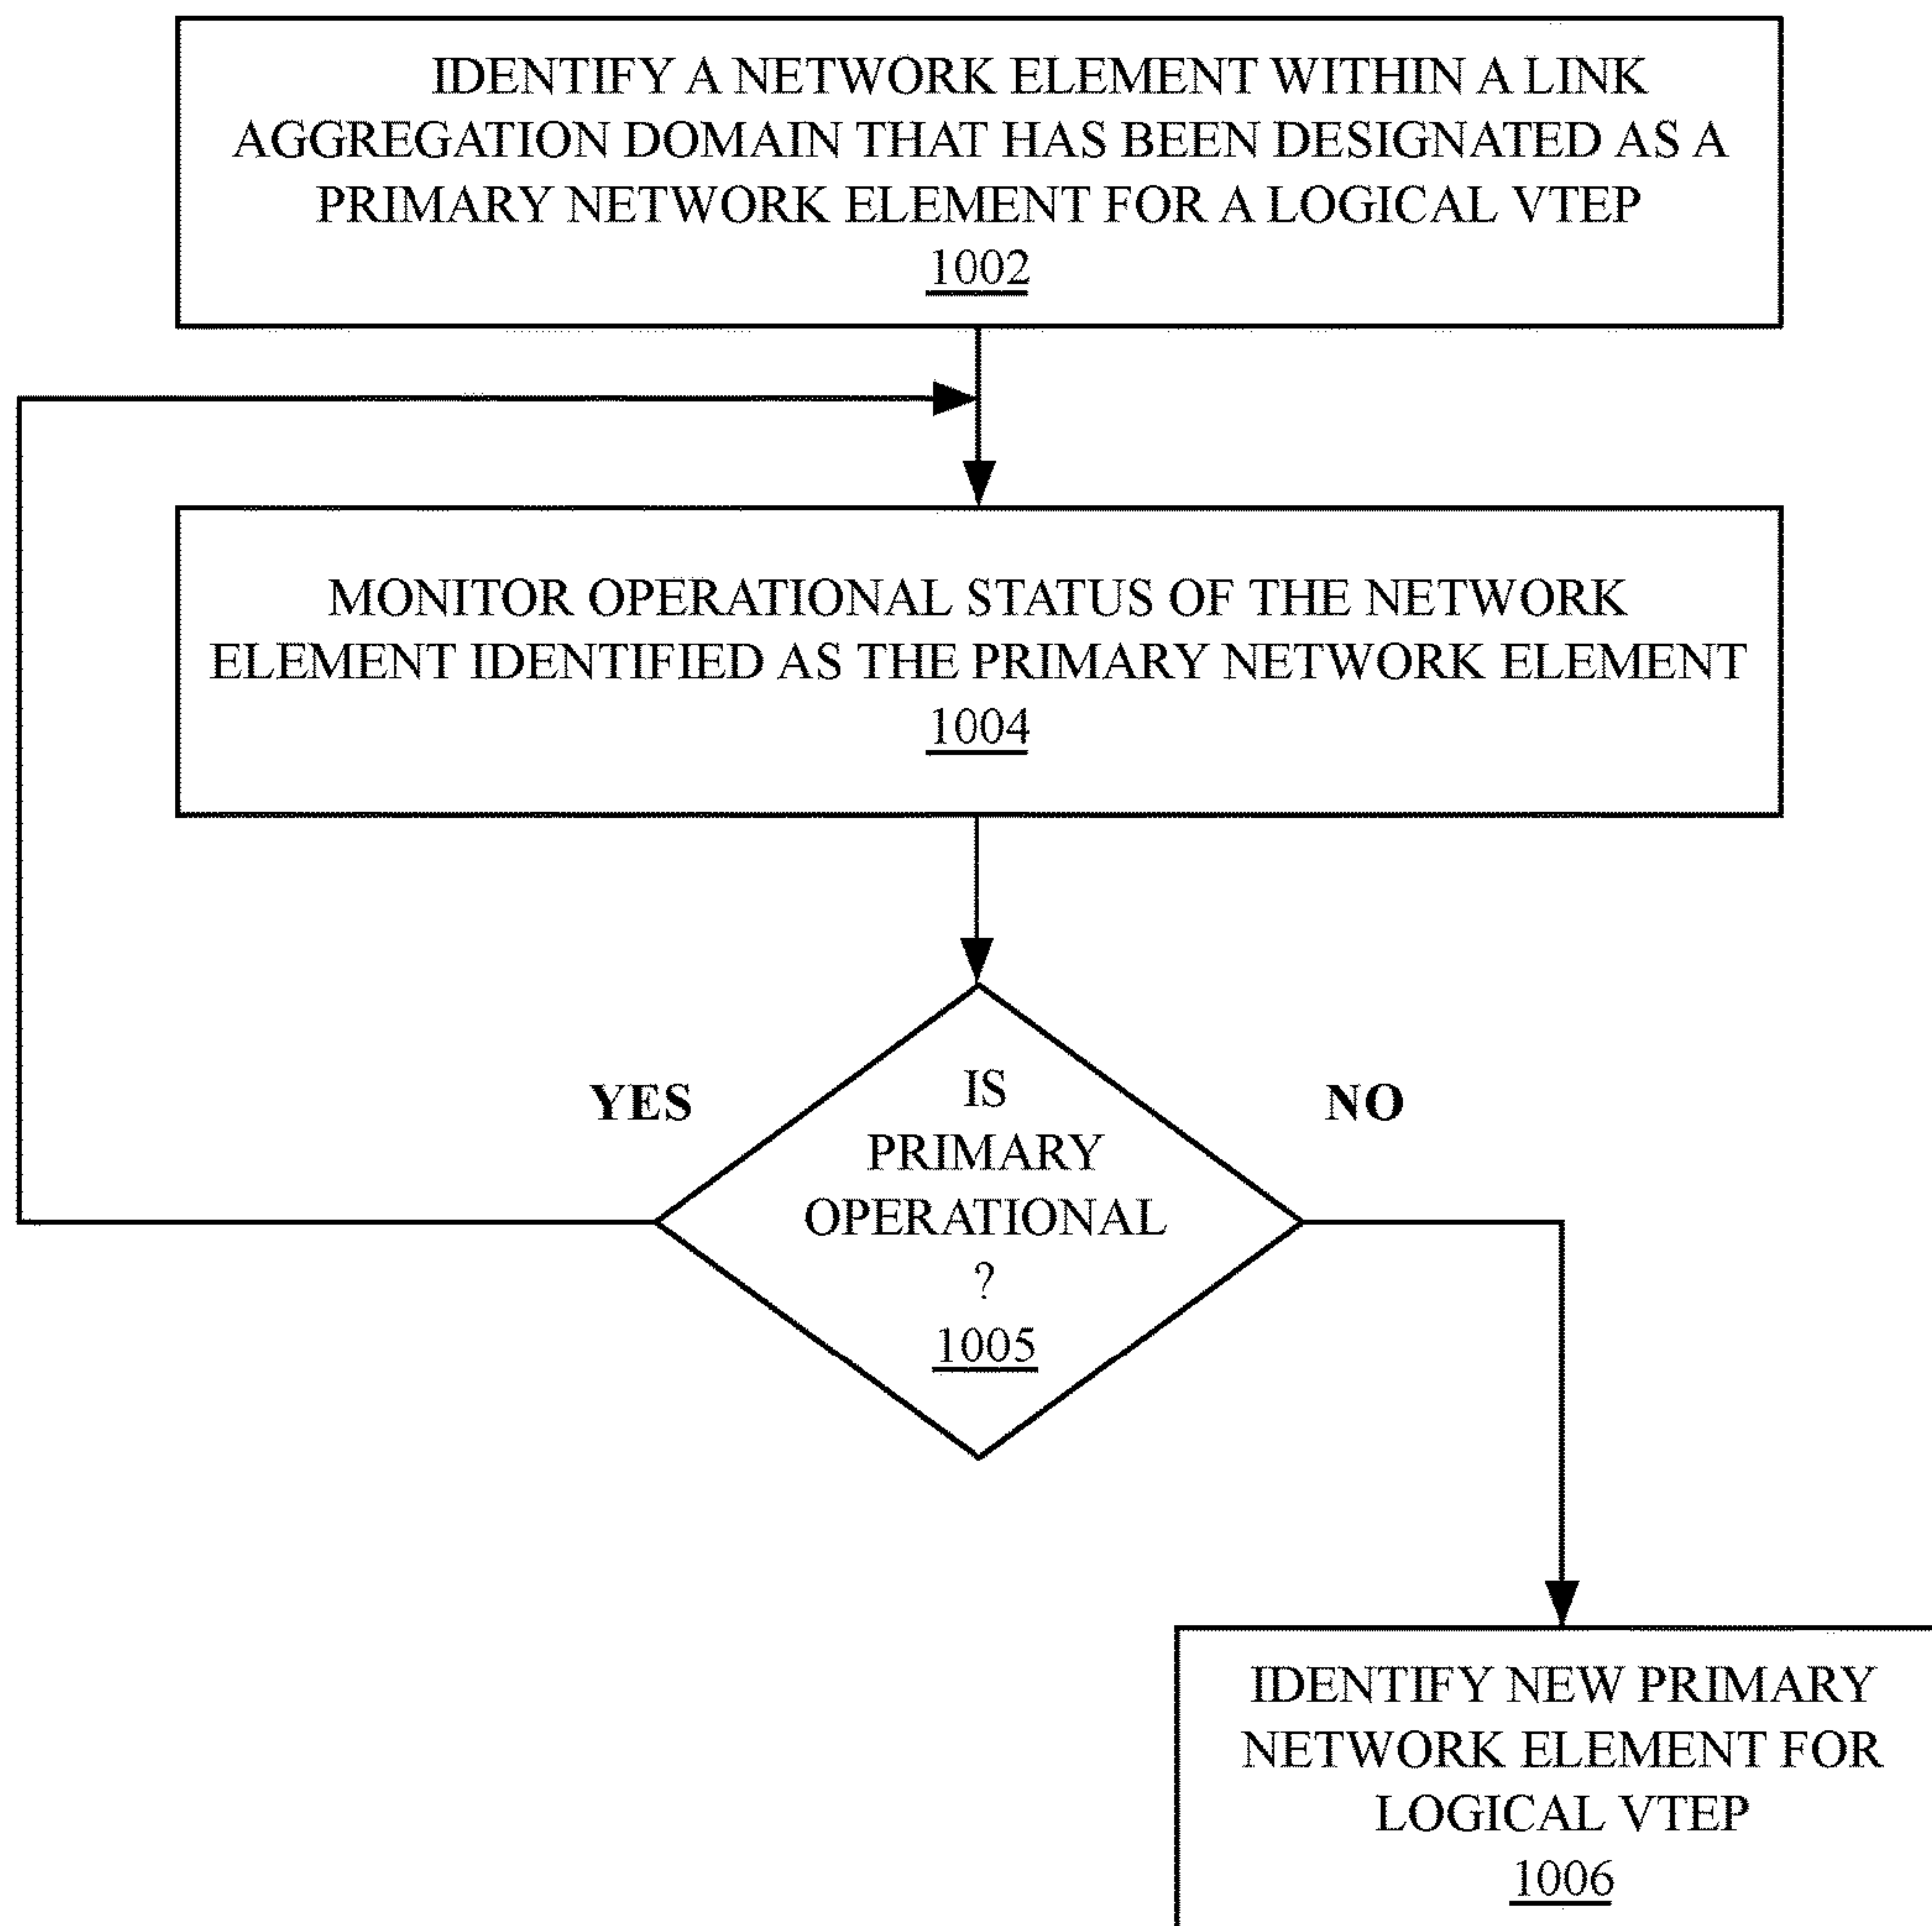 IDENTIFY A NETWORK ELEMENT WITHIN A LINK
AGGREGATION DOMAIN THAT HAS BEEN DESIGNATED AS A
PRIMARY NETWORK ELEMENT FOR A LOGICAL VTEP
1002
MONITOR OPERATIONAL STATUS OF THE NETWORK
ELEMENT IDENTIFIED AS THE PRIMARY NETWORK ELEMENT
1004
YES
NO
IS
PRIMARY
OPERATIONAL
?
1005
IDENTIFY NEW PRIMARY
NETWORK ELEMENT FOR
LOGICAL VTEP
1006